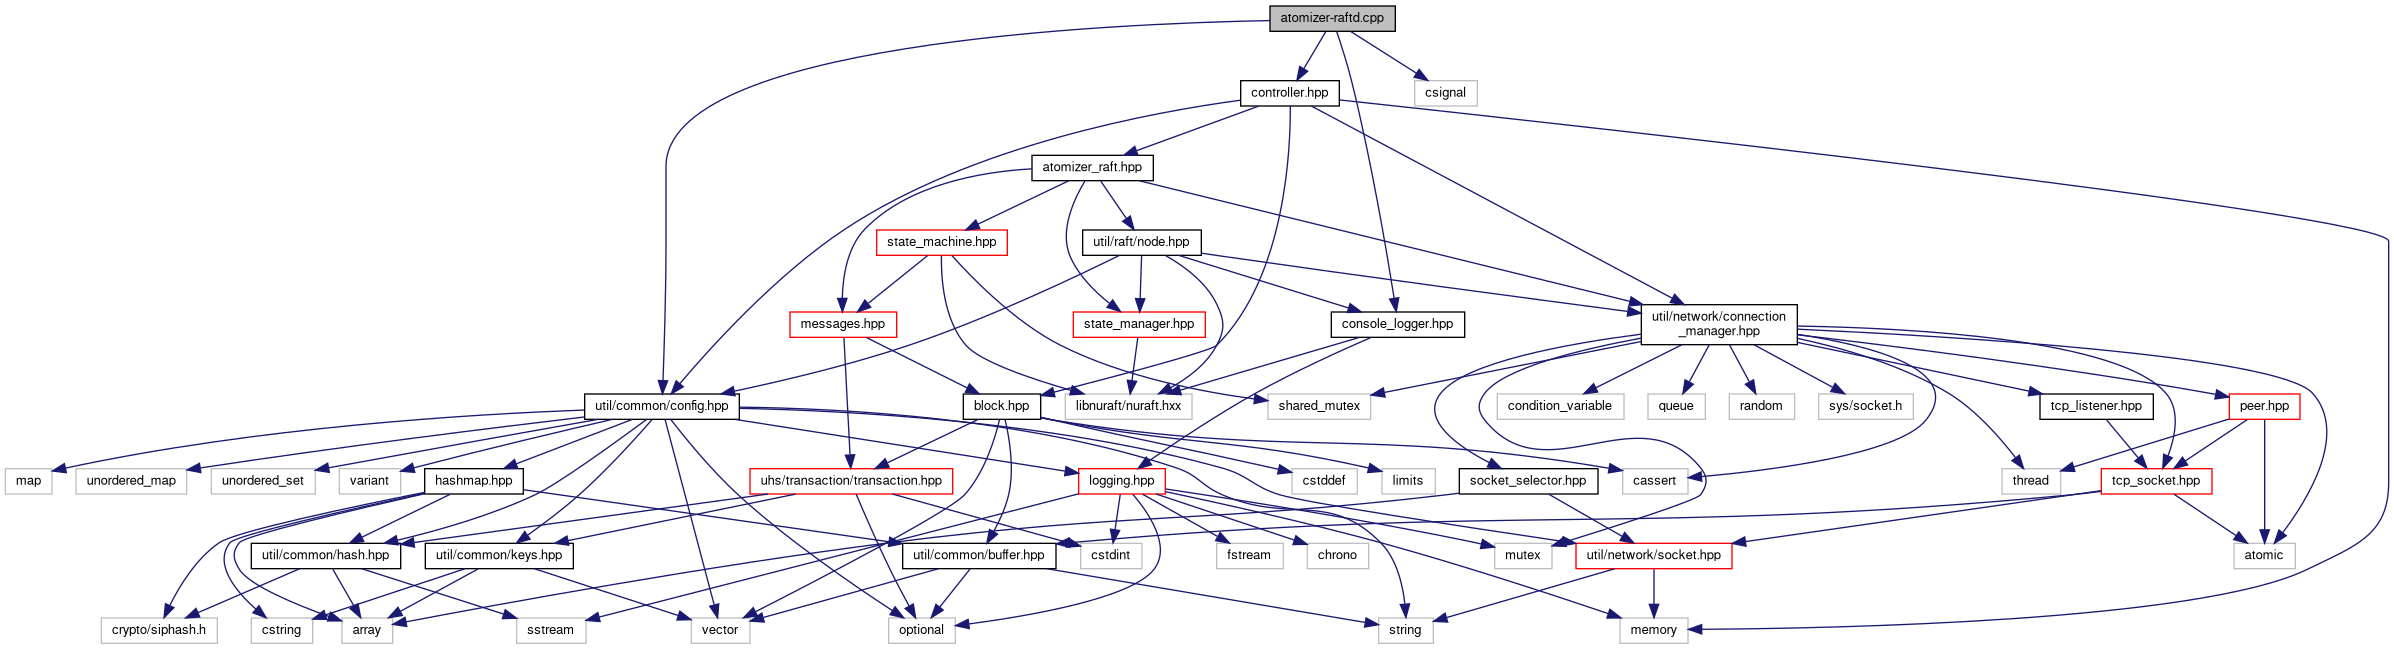 atomizer-raftd.cpp
controller.hpp
csignal
atomizer_raft.hpp
state_machine.hpp
util/raft/node.hpp
messages.hpp
state_manager.hpp
console_logger.hpp
util/network/connection
_manager.hpp
util/common/config.hpp
block.hpp
libnuraft/nuraft.hxx
shared_mutex
condition_variable
queue
random
sys/socket.h
tcp_listener.hpp
peer.hpp
map
unordered_map
unordered_set
variant
hashmap.hpp
uhs/transaction/transaction.hpp
logging.hpp
cstddef
limits
socket_selector.hpp
cassert
thread
tcp_socket.hpp
util/common/hash.hpp
util/common/keys.hpp
util/common/buffer.hpp
cstdint
fstream
chrono
mutex
util/network/socket.hpp
atomic
crypto/siphash.h
cstring
array
sstream
vector
optional
string
memory